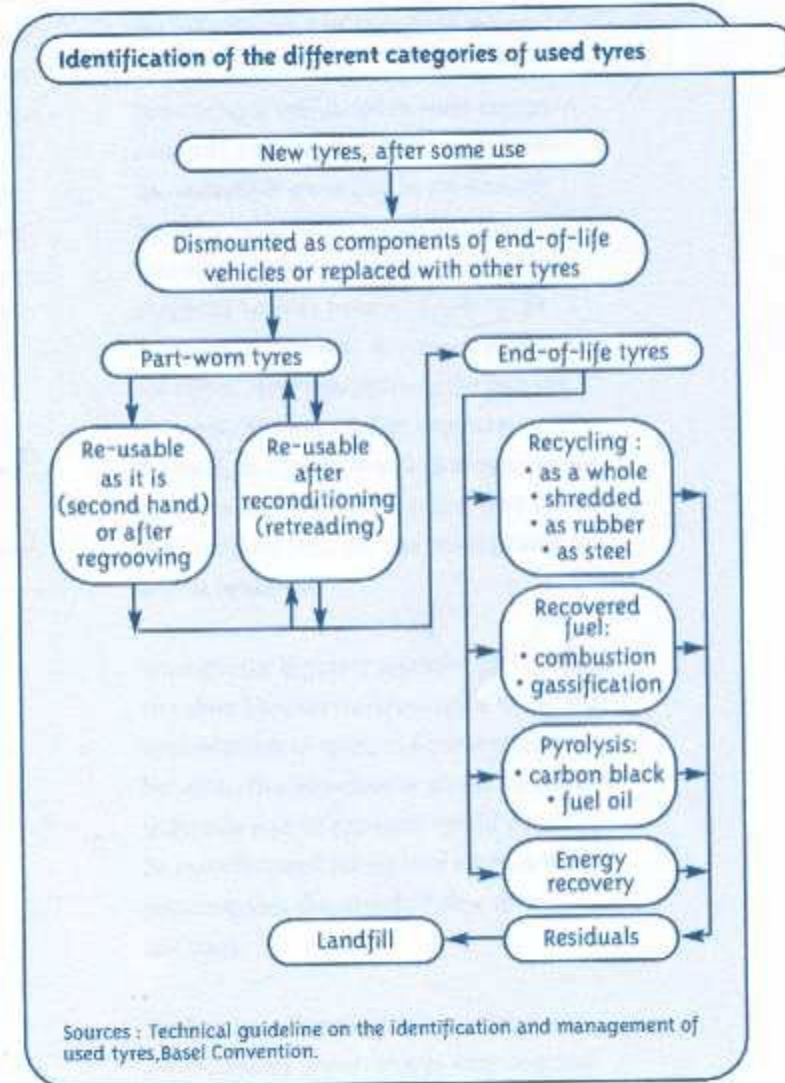 Identification of the different categories of used tyres
New tyres, after some use
Dismounted as components of end-of-life
vehicles or replaced with other tyres
Part-worn tyres
End-of-life tyres
Re-usable
as it is
(second hand)
or after
regrooving
Re-usable
after
reconditioning
(retreading)
Recycling :
• as a whole
• shredded
• as rubber
• as steel
Recovered
fuel:
• combustion
• gassification
Pyrolysis:
• carbon black
• fuel oil
Energy
recovery
Landfill
Residuals
Sources : Technical guideline on the identification and management of
used tyres,Basel Convention.